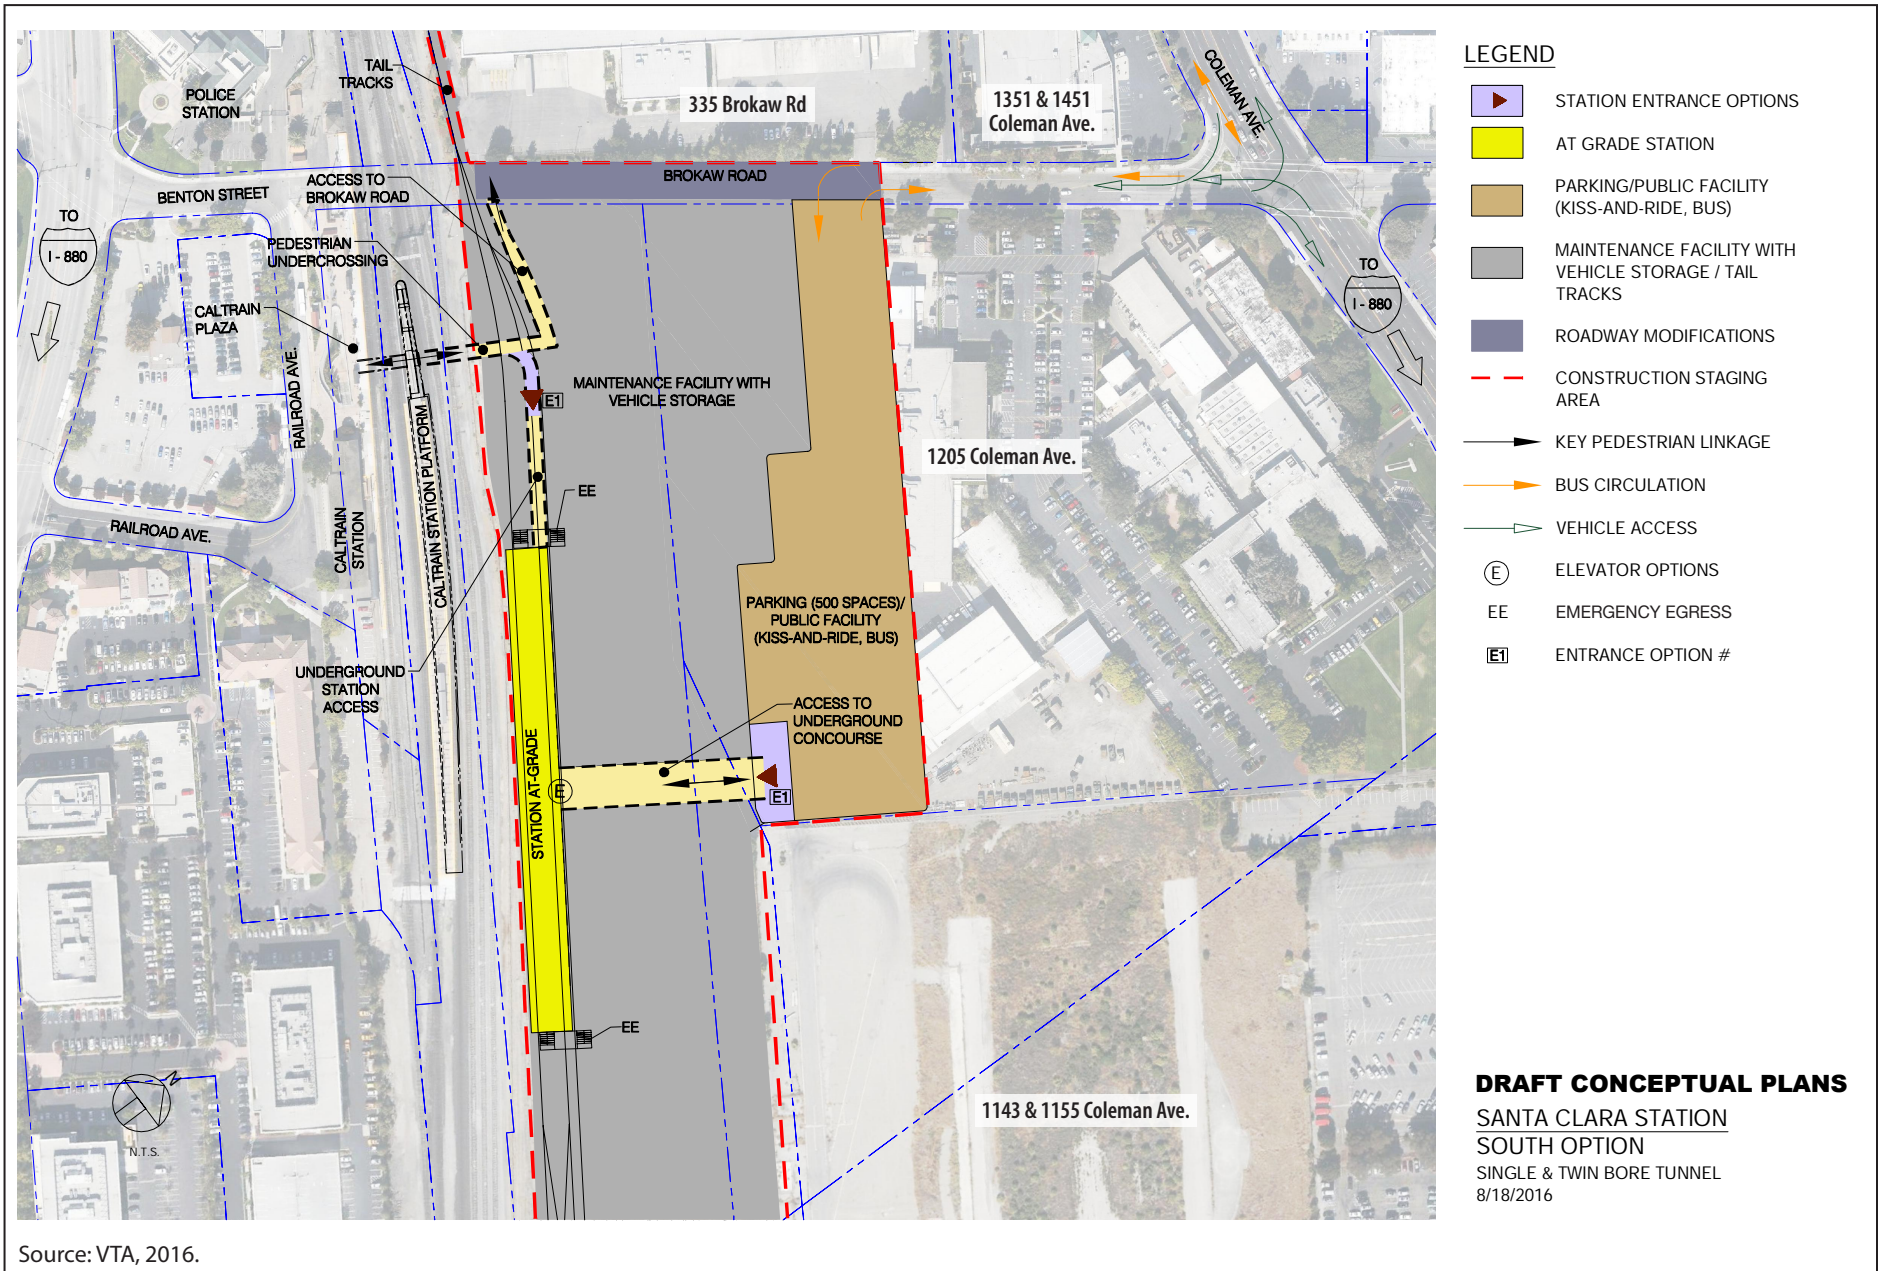 TAIL
TRACKS
POLICE
STATION
335 Brokaw Rd
1351 & 1451
Coleman Ave.
COLEMAN AVE.
BENTON STREET
ACCESS TO
BROKAW ROAD
BROKAW ROAD
TO
I - 880
PEDESTRIAN
UNDERCROSSING
TO
I - 880
CALTRAIN
PLAZA
RAILROAD AVE.
MAINTENANCE FACILITY WITH
VEHICLE STORAGE
E1
CALTRAIN STATION PLATFORM
1205 Coleman Ave.
EE
RAILROAD AVE.
CALTRAIN
STATION
PARKING (500 SPACES)/
PUBLIC FACILITY
(KISS-AND-RIDE, BUS)
UNDERGROUND
STATION
ACCESS
ACCESS TO
UNDERGROUND
CONCOURSE
STATION AT-GRADE
E
E1
EE
1143 & 1155 Coleman Ave.
N.T.S.
LEGEND
STATION ENTRANCE OPTIONS
AT GRADE STATION
PARKING/PUBLIC FACILITY
(KISS-AND-RIDE, BUS)
MAINTENANCE FACILITY WITH
VEHICLE STORAGE / TAIL
TRACKS
ROADWAY MODIFICATIONS
CONSTRUCTION STAGING
AREA
KEY PEDESTRIAN LINKAGE
BUS CIRCULATION
VEHICLE ACCESS
E ELEVATOR OPTIONS
EE EMERGENCY EGRESS
E1 ENTRANCE OPTION #
DRAFT CONCEPTUAL PLANS
SANTA CLARA STATION
SOUTH OPTION
SINGLE & TWIN BORE TUNNEL
8/18/2016
Source: VTA, 2016.